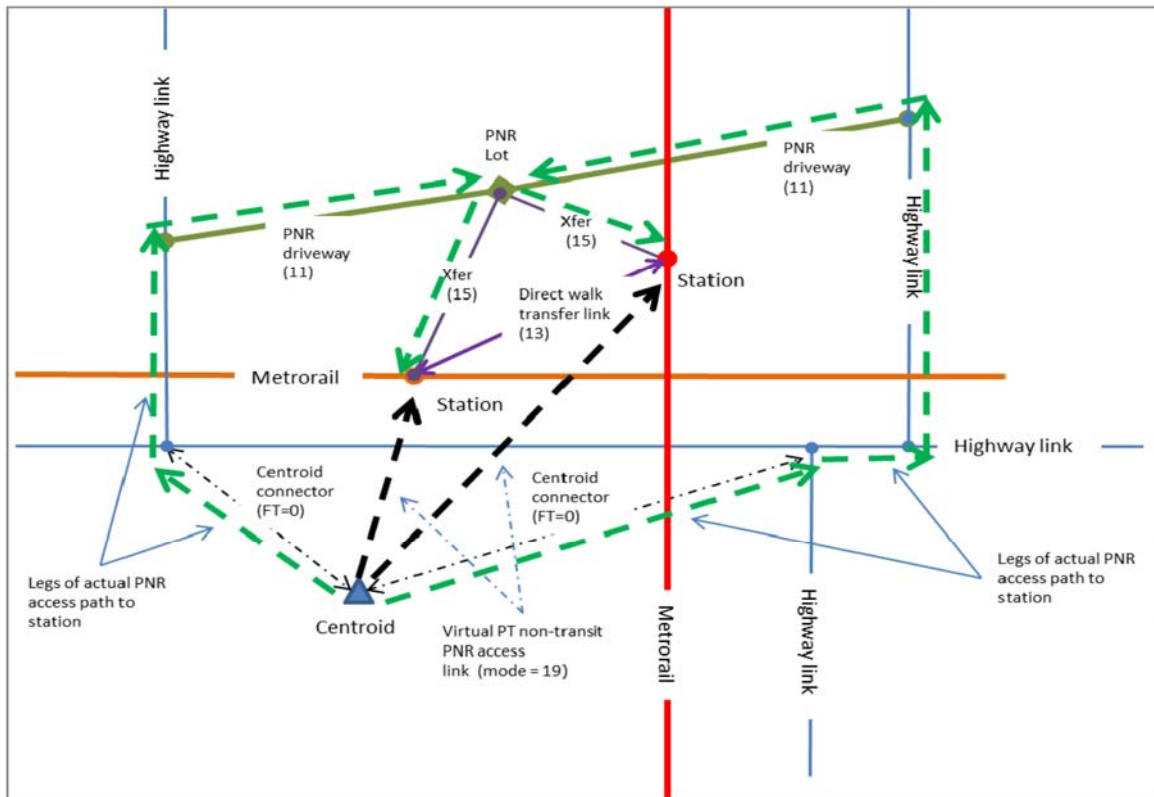 Highway link
PNR
Lot
PNR
driveway
(11)
Highway link
PNR
driveway
(11)
Xfer
(15)
Xfer
(15)
Station
Direct walk
transfer link
(13)
Metrorail
Station
Highway link
Centroid
connector
(FT=0)
Centroid
connector
(FT=0)
Legs of actual PNR
access path to
station
Legs of actual PNR
access path to
station
Centroid
Virtual PT non-transit
PNR access
link (mode = 19)
Metrorail
Highway link